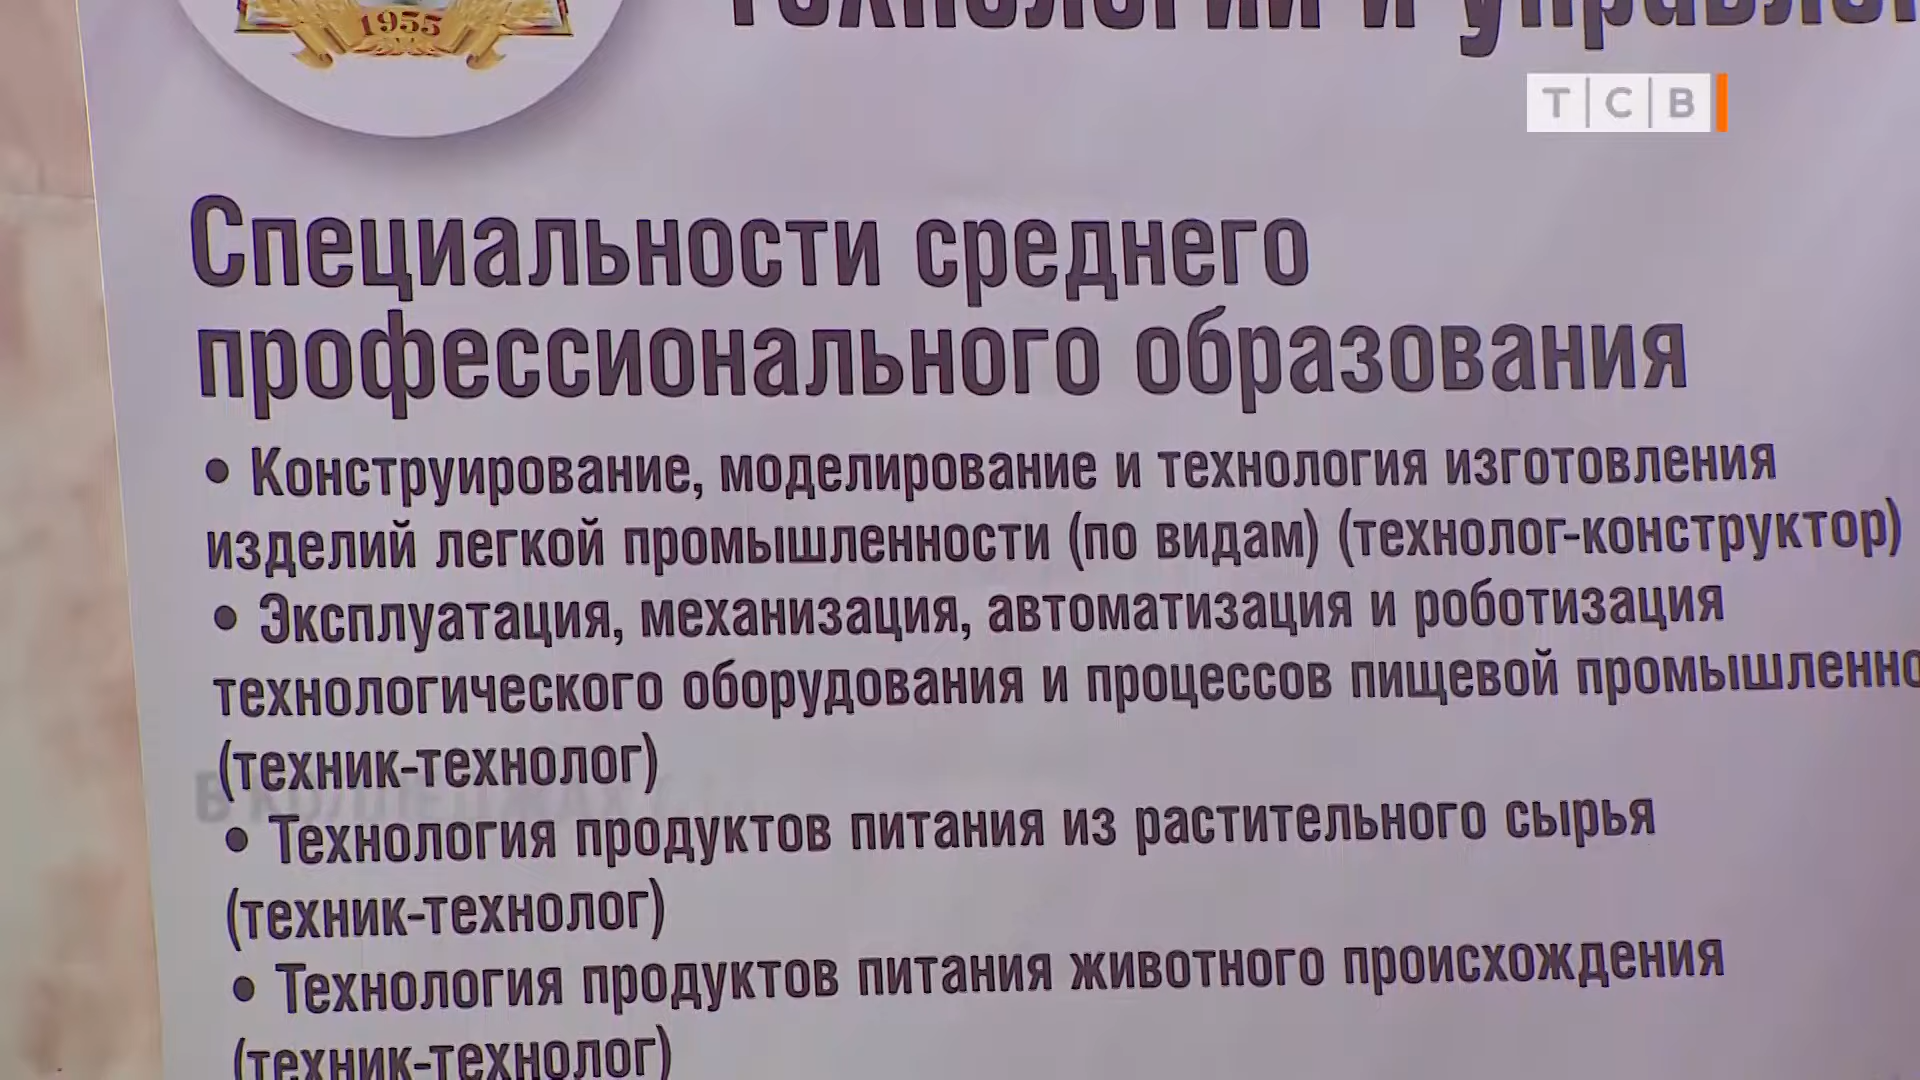 1955
технологии и
ТСВ
Специальности среднего
профессионального образования
• Конструирование, моделирование и технология изготовления
изделий легкой промышленности (по видам) (технолог-конструктор)
• Эксплуатация, механизация, автоматизация и роботизация
технологического оборудования и процессов пищевой
(техник-технолог)
• Технология продуктов питания из растительного сырья
(техник-технолог)
• Технология продуктов питания животного происхождения
(техник-технолог)